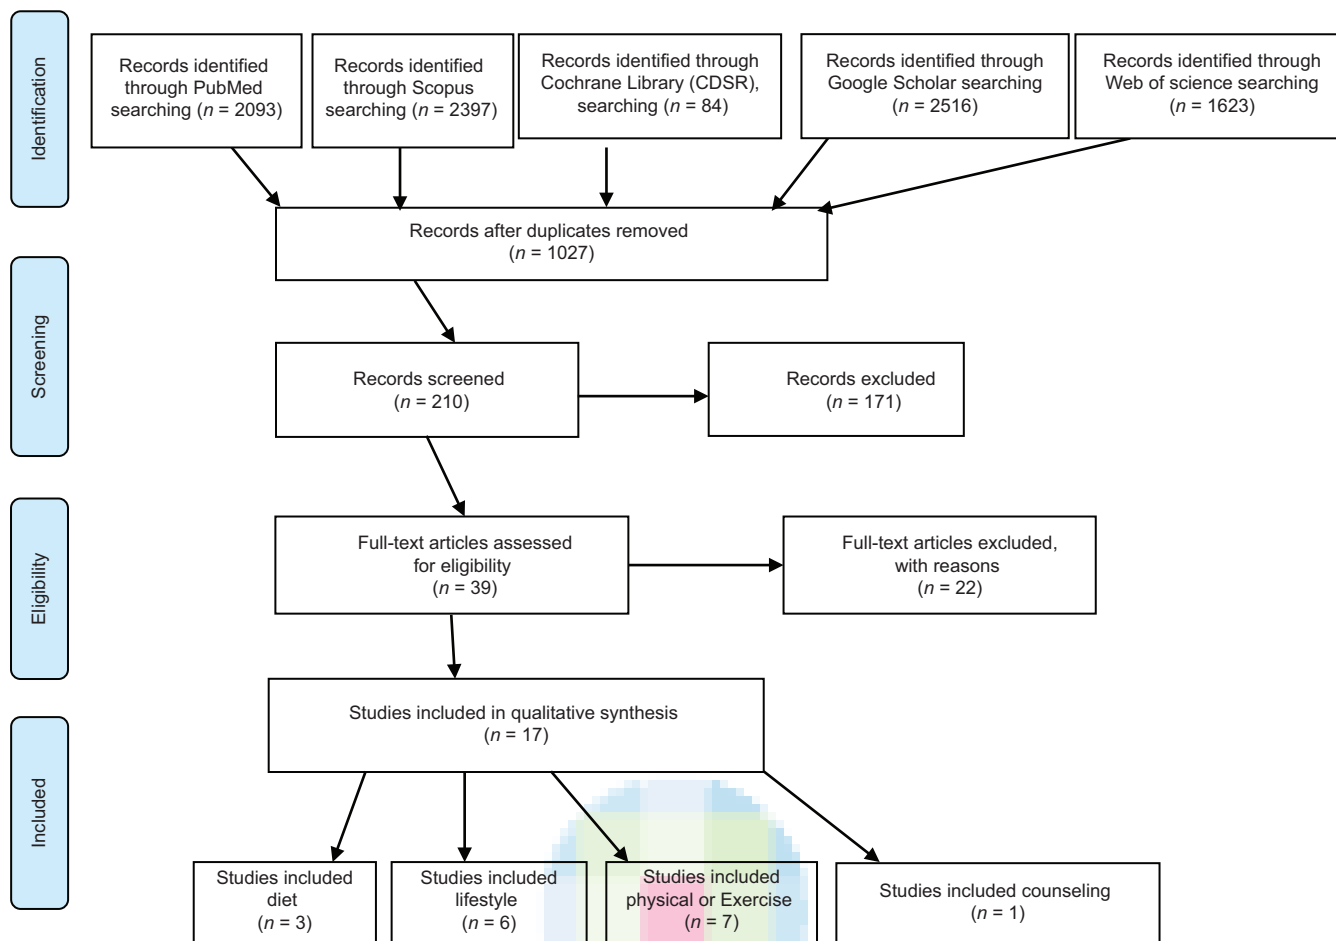 Identification
Records identified
through PubMed
searching (n = 2093)
Records identified
through Scopus
searching (n = 2397)
Records identified through
Cochrane Library (CDSR),
searching (n = 84)
Records identified through
Google Scholar searching
(n = 2516)
Records identified through
Web of science searching
(n = 1623)
Records after duplicates removed
(n = 1027)
Screening
Records screened
(n = 210)
Records excluded
(n = 171)
Eligibility
Full-text articles assessed
for eligibility
(n = 39)
Full-text articles excluded,
with reasons
(n = 22)
Included
Studies included in qualitative synthesis
(n = 17)
Studies included
diet
(n = 3)
Studies included
lifestyle
(n = 6)
Studies included
physical or Exercise
(n = 7)
Studies included counseling
(n = 1)